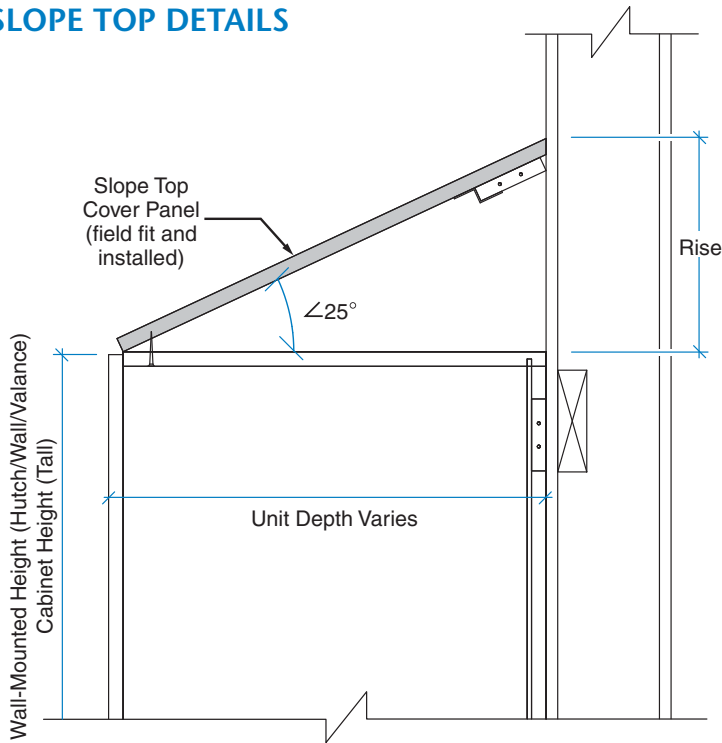 SLOPE TOP DETAILS
Slope Top
Cover Panel
(field fit and
installed)
Rise
∠25°
Unit Depth Varies
Wall-Mounted Height (Hutch/Wall/Valance)
Cabinet Height (Tall)